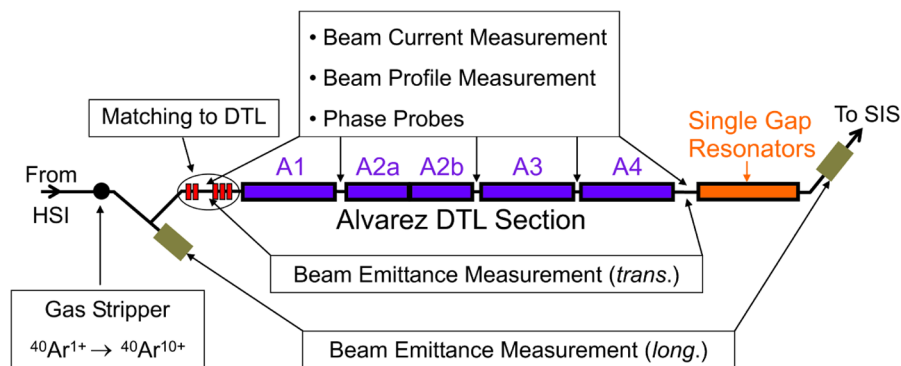 • Beam Current Measurement
• Beam Profile Measurement
• Phase Probes
Matching to DTL
Single Gap
Resonators
To SIS
From
HSI
A1
A2a
A2b
A3
A4
Alvarez DTL Section
Beam Emittance Measurement (trans.)
Gas Stripper
⁴⁰Ar¹⁺ → ⁴⁰Ar¹⁰⁺
Beam Emittance Measurement (long.)